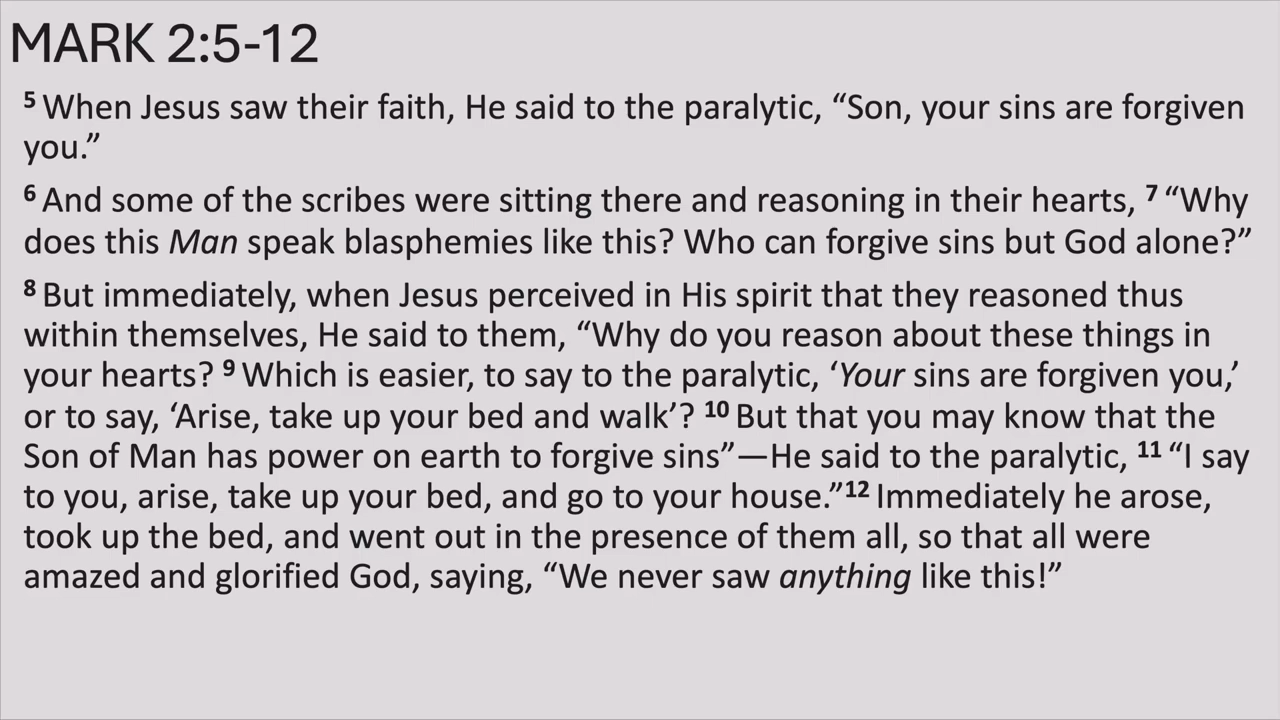 MARK 2:5-12
5 When Jesus saw their faith, He said to the paralytic, “Son, your sins are forgiven
you.”
6 And some of the scribes were sitting there and reasoning in their hearts, 7 “Why
does this Man speak blasphemies like this? Who can forgive sins but God alone?”
8 But immediately, when Jesus perceived in His spirit that they reasoned thus
within themselves, He said to them, “Why do you reason about these things in
your hearts? 9 Which is easier, to say to the paralytic, ‘Your sins are forgiven you,’
or to say, ‘Arise, take up your bed and walk’? 10 But that you may know that the
Son of Man has power on earth to forgive sins”—He said to the paralytic, 11 “I say
to you, arise, take up your bed, and go to your house.”12 Immediately he arose,
took up the bed, and went out in the presence of them all, so that all were
amazed and glorified God, saying, “We never saw anything like this!”